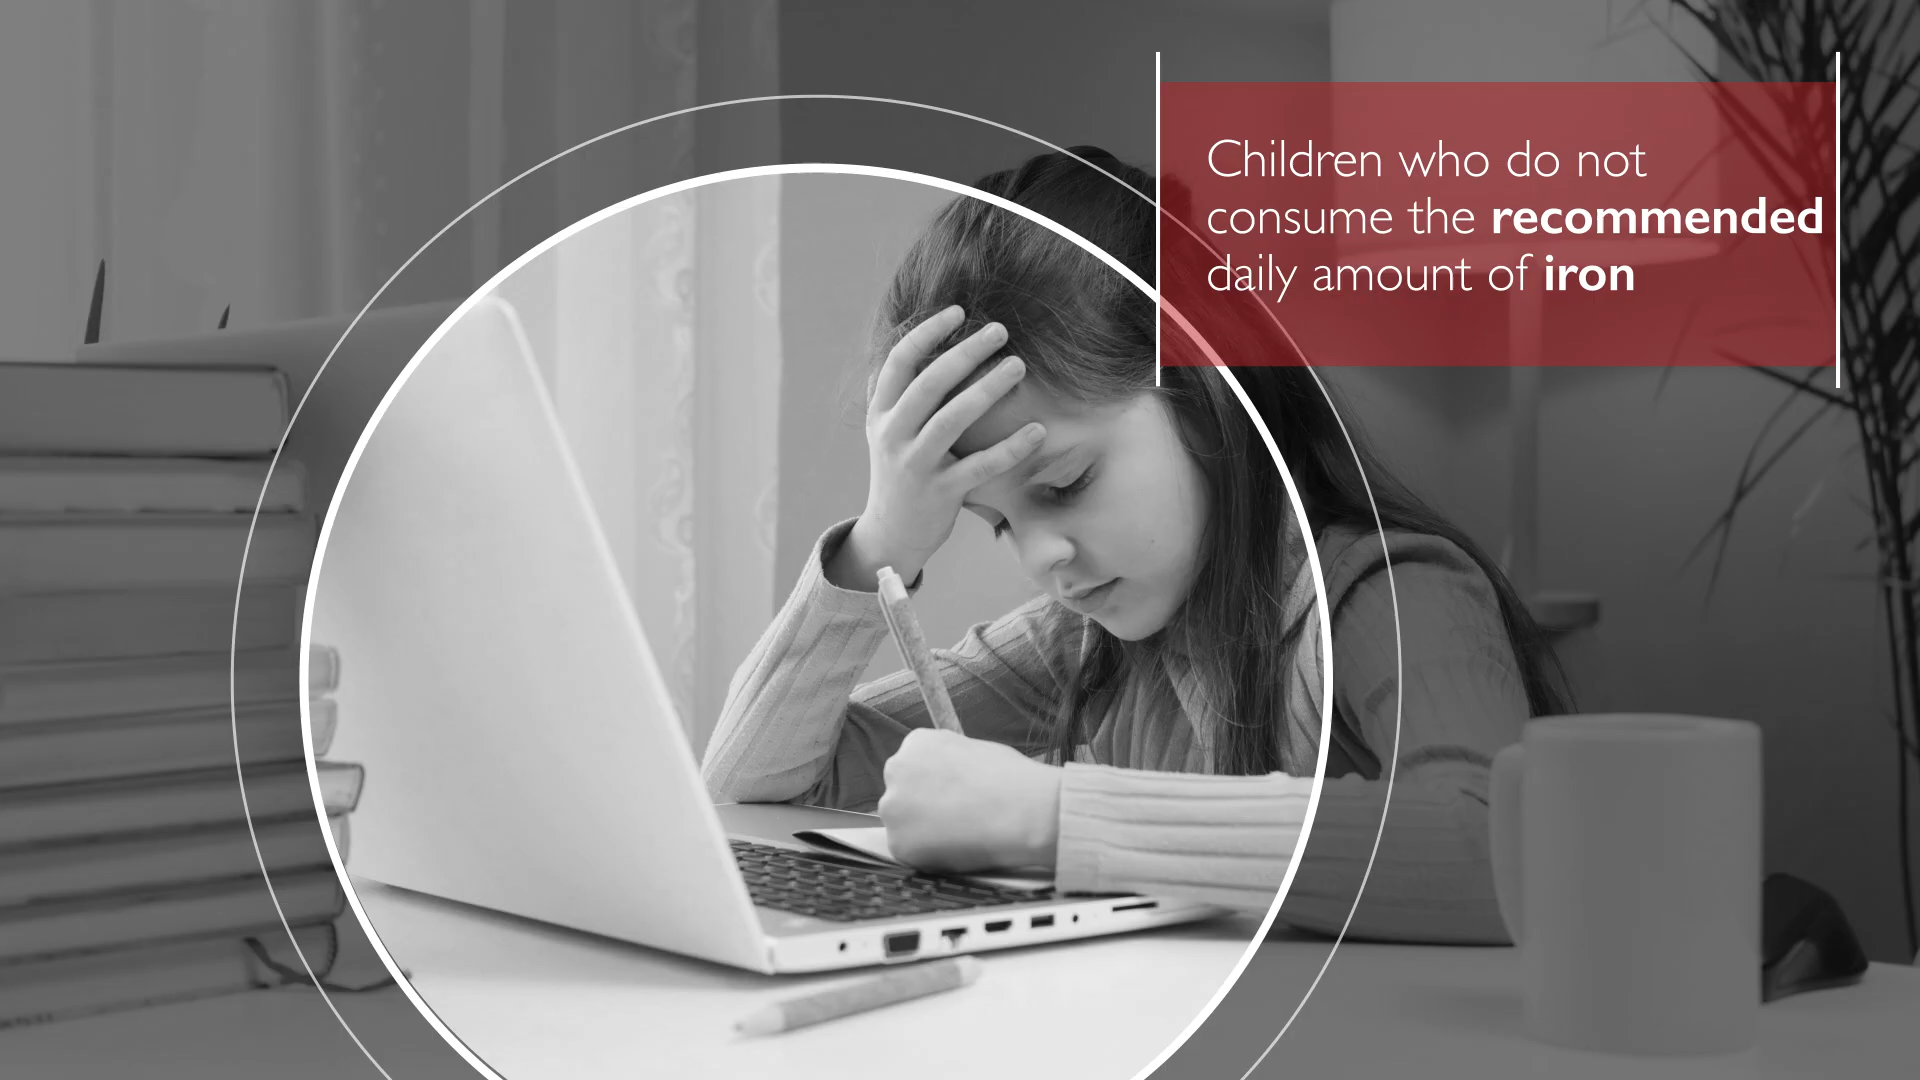 Children who do not
consume the recommended
daily amount of iron